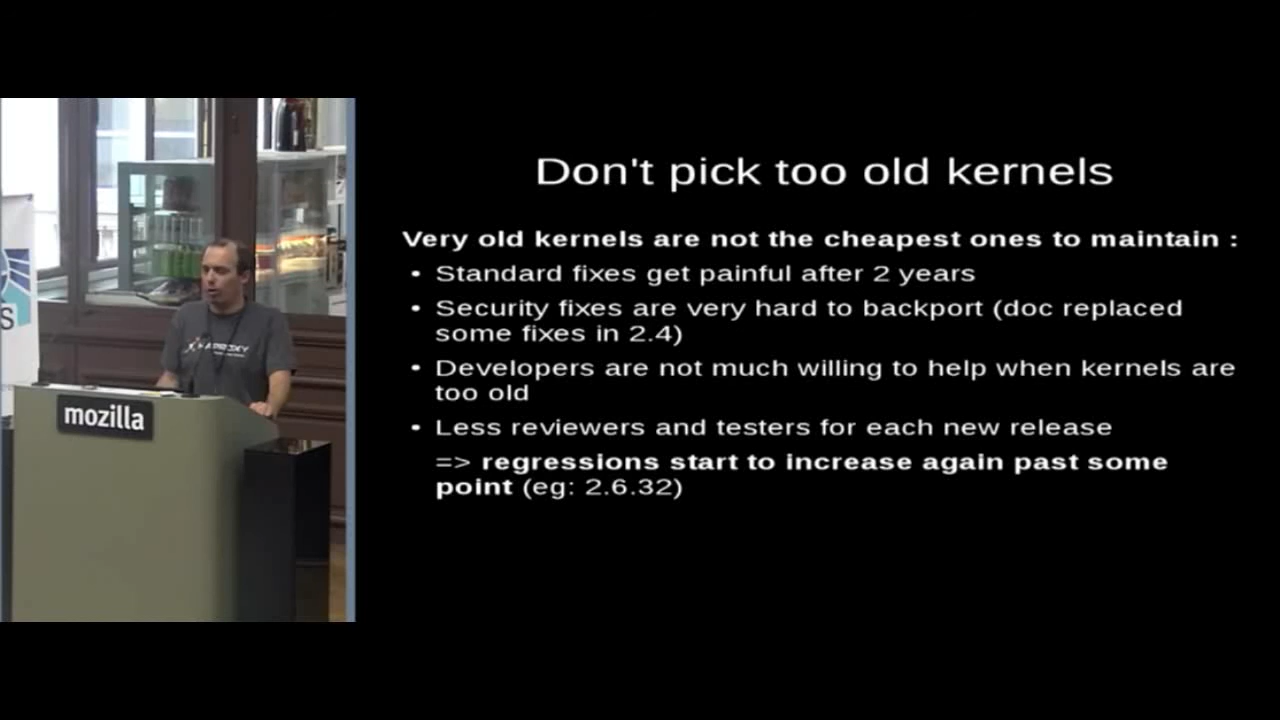 Don't pick too old kernels
Very old kernels are not the cheapest ones to maintain :
• Standard fixes get painful after 2 years
• Security fixes are very hard to backport (doc replaced
some fixes in 2.4)
• Developers are not much willing to help when kernels are
too old
• Less reviewers and testers for each new release
=> regressions start to increase again past some
point (eg: 2.6.32)
S
mozilla